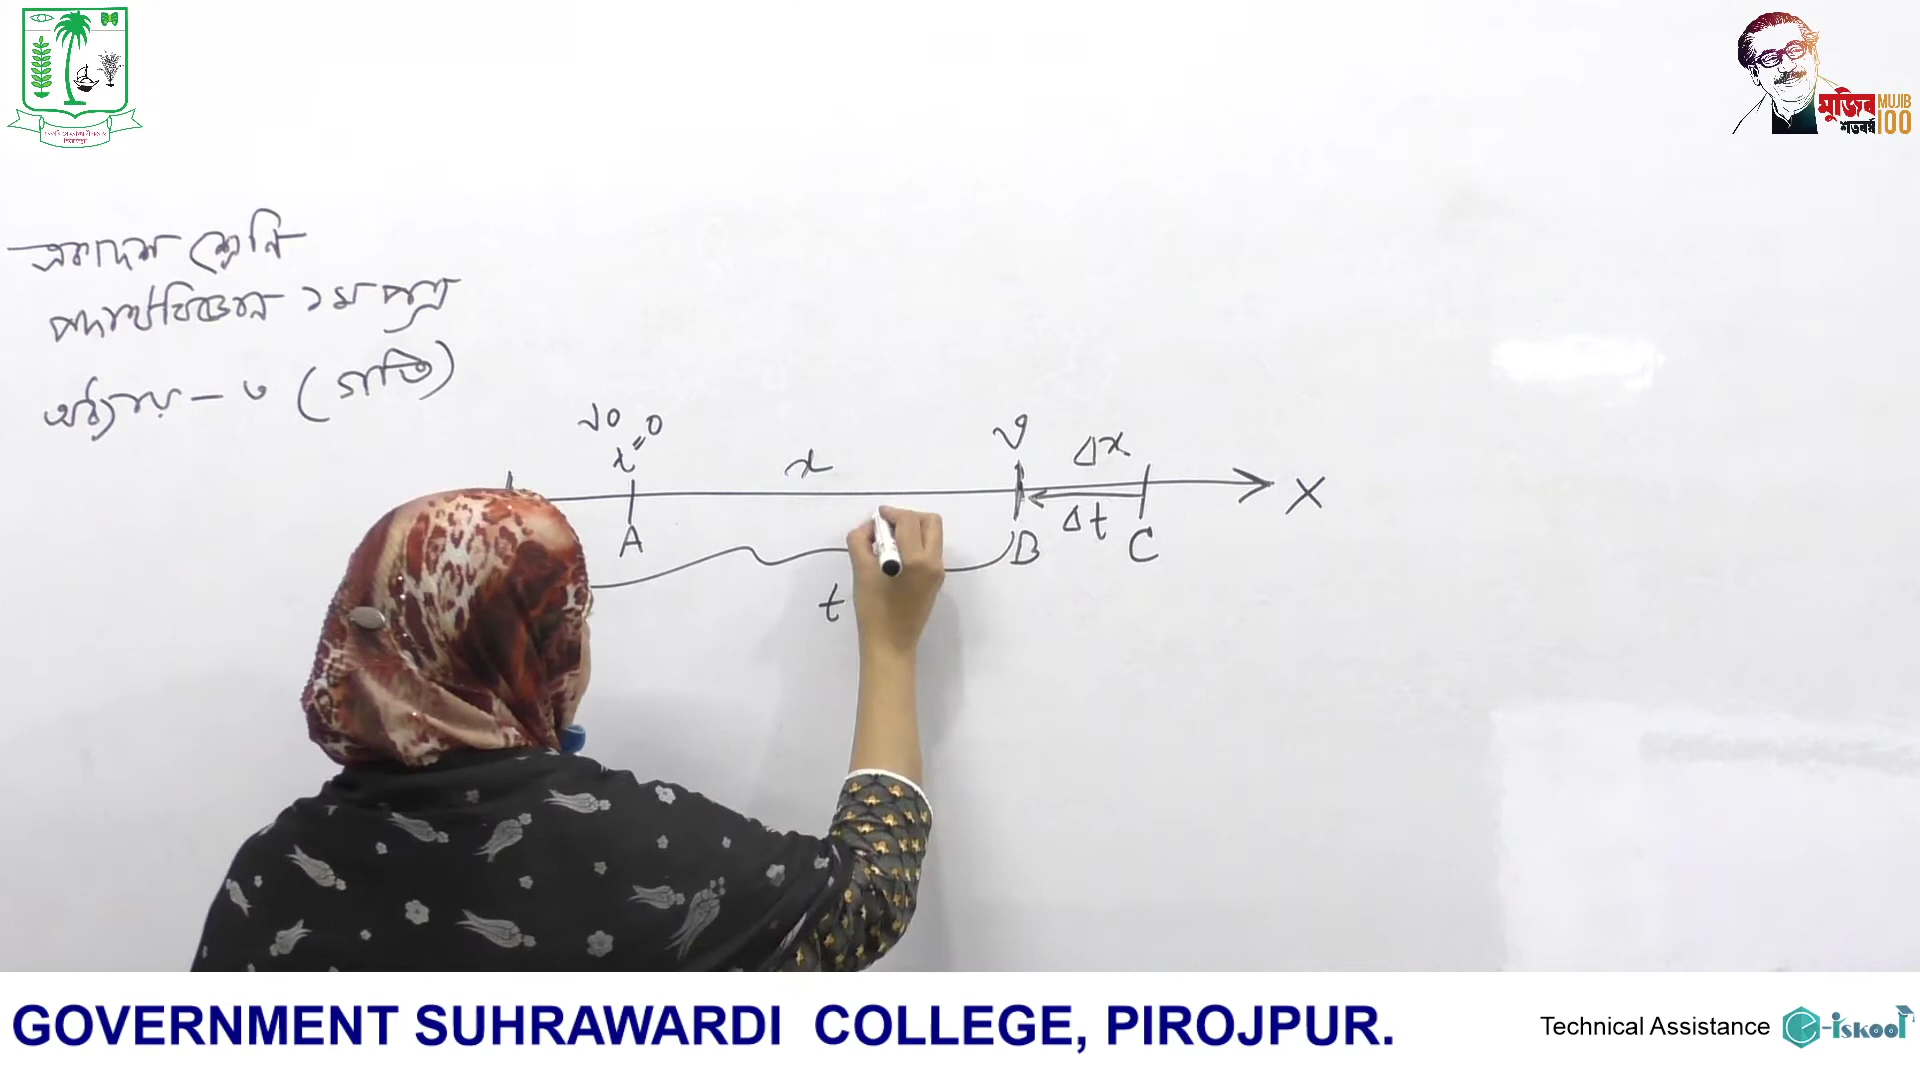 মুজিব
শতবর্ষ
MUJIB
100
একাদশ শ্রেণি
পদার্থবিজ্ঞান ১ম পত্র
অধ্যায় - ৩ (গতি)
v0
t=0
x
v
Δx
X
A
Δt
B
C
t
GOVERNMENT SUHRAWARDI COLLEGE, PIROJPUR.
Technical Assistance e-iskool